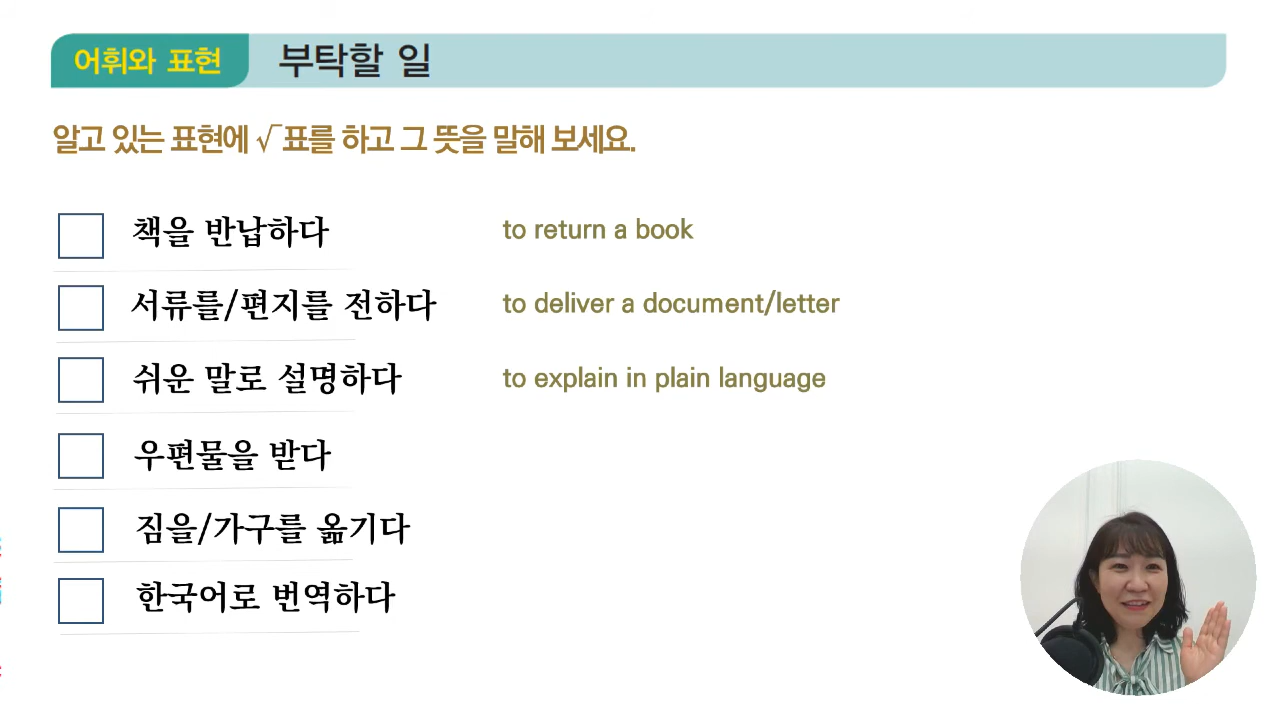 어휘와 표현 부탁할 일
알고 있는 표현에 √표를 하고 그 뜻을 말해 보세요.
책을 반납하다 to return a book
서류를/편지를 전하다 to deliver a document/letter
쉬운 말로 설명하다 to explain in plain language
우편물을 받다
짐을/가구를 옮기다
한국어로 번역하다